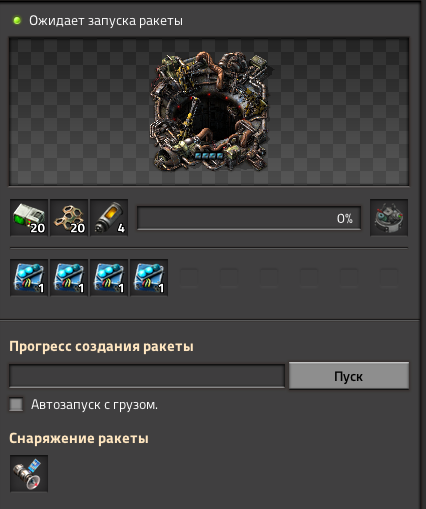 Ожидает запуска ракеты
20 20 4 0%
1 1 1 1
Прогресс создания ракеты
Пуск
Автозапуск с грузом.
Снаряжение ракеты